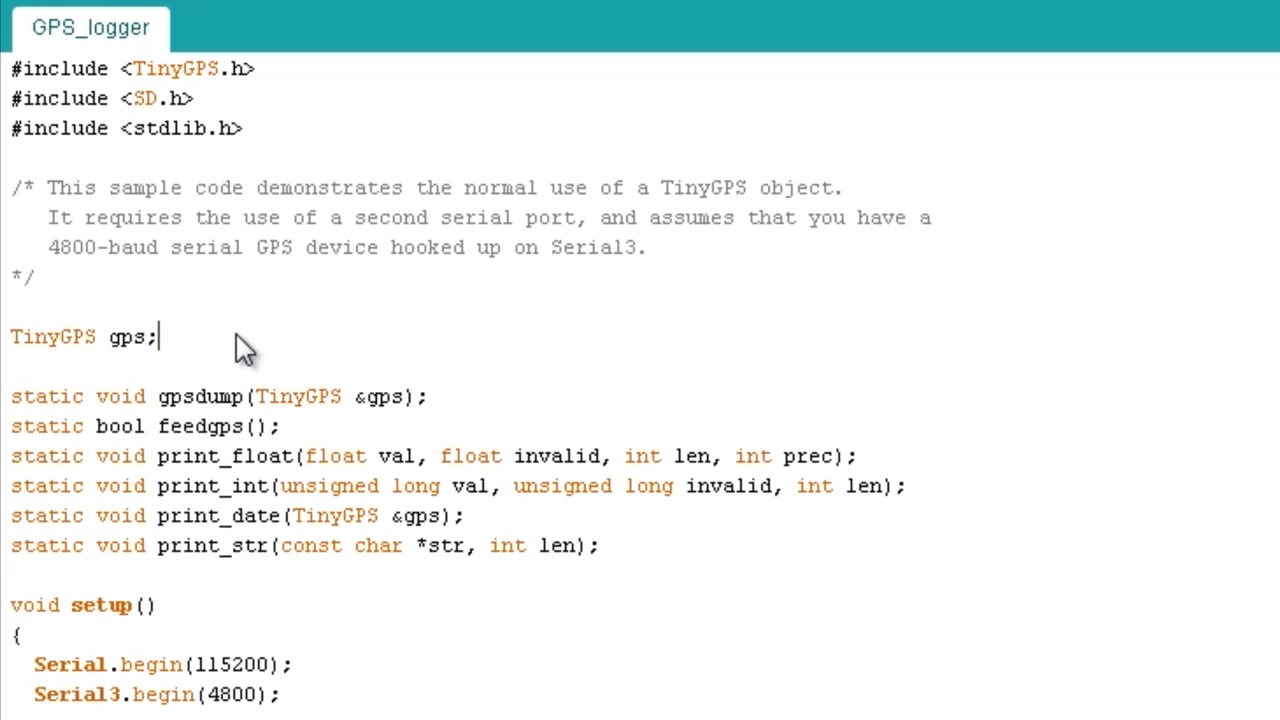 GPS_logger
#include <TinyGPS.h>
#include <SD.h>
#include <stdlib.h>
/* This sample code demonstrates the normal use of a TinyGPS object.
   It requires the use of a second serial port, and assumes that you have a
   4800-baud serial GPS device hooked up on Serial3.
*/
TinyGPS gps;
static void gpsdump(TinyGPS &gps);
static bool feedgps();
static void print_float(float val, float invalid, int len, int prec);
static void print_int(unsigned long val, unsigned long invalid, int len);
static void print_date(TinyGPS &gps);
static void print_str(const char *str, int len);
void setup()
{
  Serial.begin(115200);
  Serial3.begin(4800);